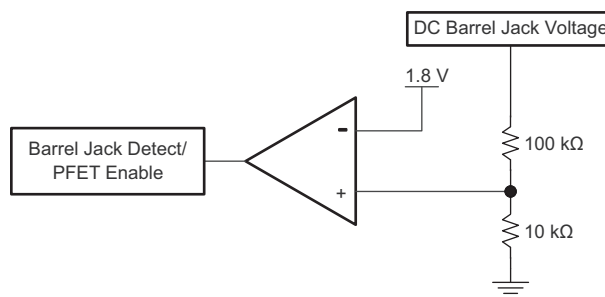 DC Barrel Jack Voltage
1.8 V
-
Barrel Jack Detect/
PFET Enable
100 kΩ
+
10 kΩ